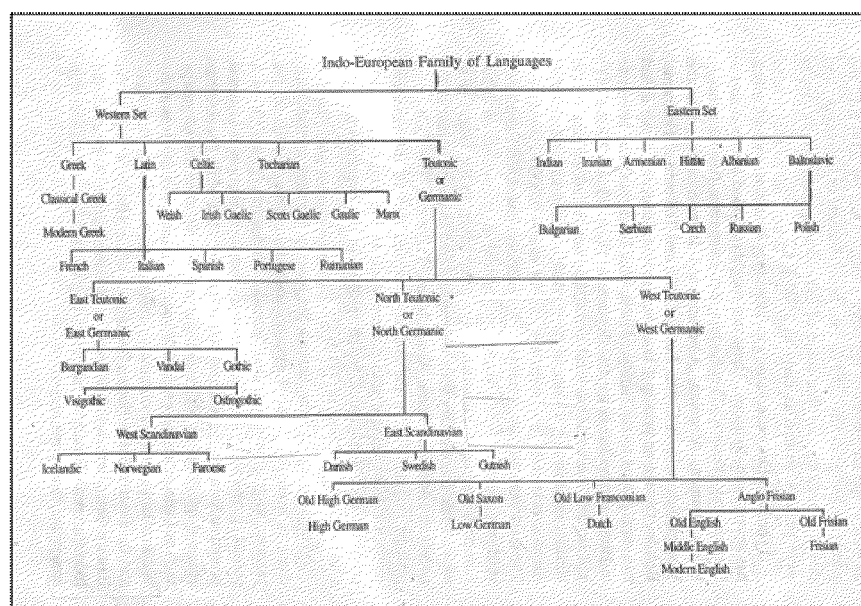 Indo-European Family of Languages
Western Set
Eastern Set
Greek Latin Celtic Tocharian Teutonic or Germanic
Indian Iranian Armenian Hittite Albanian Baltoslavic
Classical Greek
Modern Greek
Welsh Irish Gaelic Scots Gaelic Gaulic Manx
Bulgarian Serbian Czech Russian Polish
French Italian Spanish Portugese Rumanian
East Teutonic or East Germanic
North Teutonic or North Germanic
West Teutonic or West Germanic
Burgundian Vandal Gothic
Visigothic Ostrogothic
West Scandinavian East Scandinavian
Icelandic Norwegian Faroese
Danish Swedish Gutnish
Old High German Old Saxon Old Low Franconian Anglo Frisian
High German Low German Dutch Old English Old Frisian
Middle English Frisian
Modern English